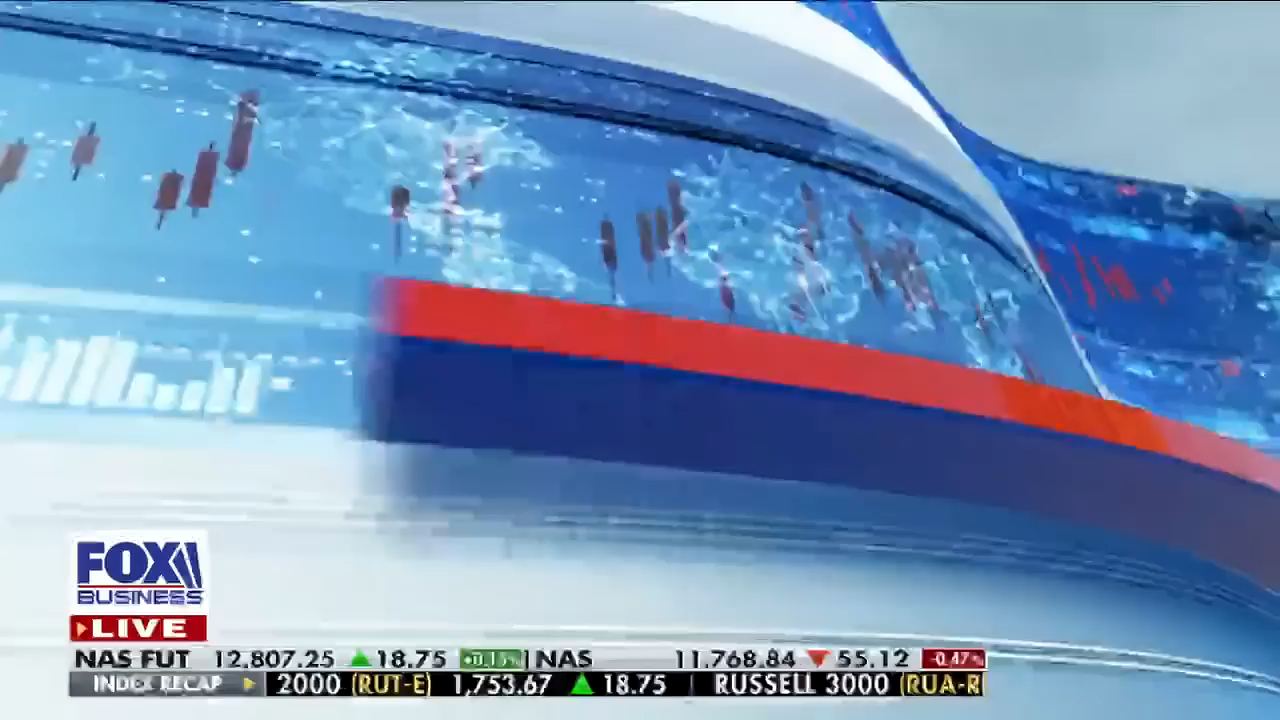 FOX
BUSINESS
LIVE
NAS FUT 12,807.25 ▲ 18.75 +0.15% NAS 11,768.84 ▼ 55.12 -0.47%
INDEX RECAP ▶ 2000 (RUT-E) 1,753.67 ▲ 18.75 RUSSELL 3000 (RUA-R